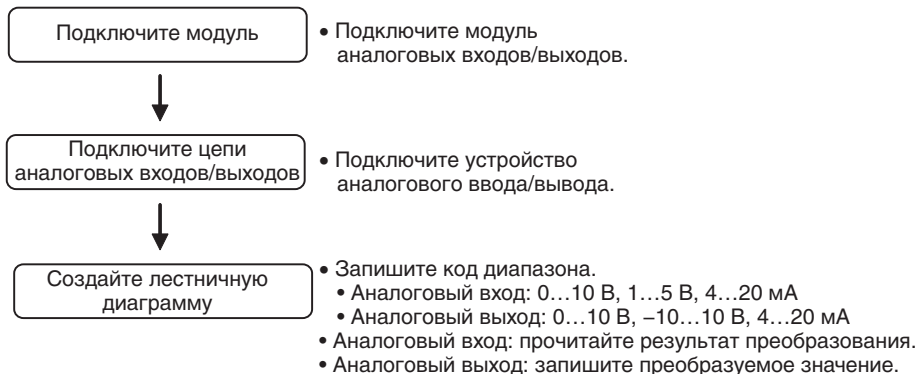 Подключите модуль
• Подключите модуль
аналоговых входов/выходов.
Подключите цепи
аналоговых входов/выходов
• Подключите устройство
аналогового ввода/вывода.
Создайте лестничную
диаграмму
• Запишите код диапазона.
• Аналоговый вход: 0…10 В, 1…5 В, 4…20 мА
• Аналоговый выход: 0…10 В, −10…10 В, 4…20 мА
• Аналоговый вход: прочитайте результат преобразования.
• Аналоговый выход: запишите преобразуемое значение.